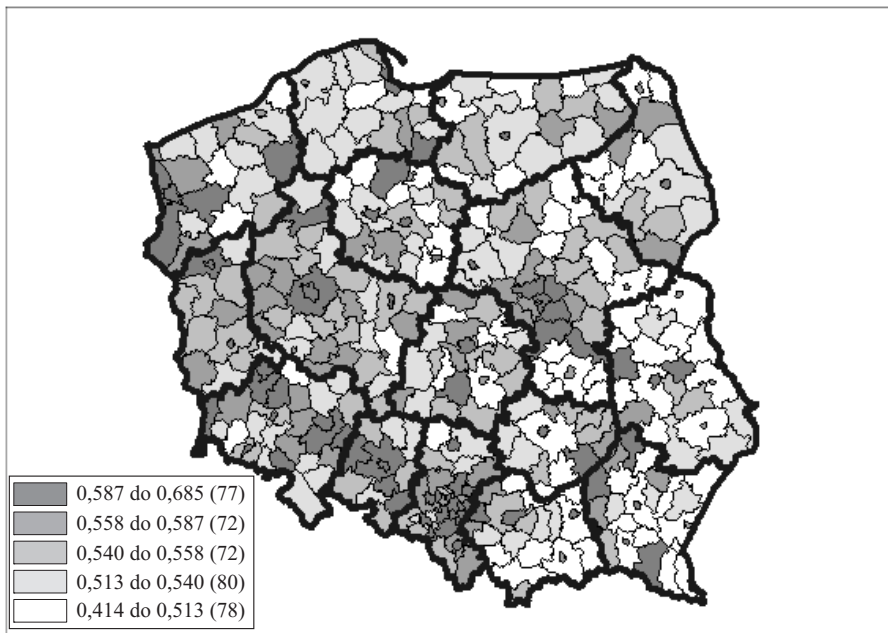 0,587 do 0,685 (77)
0,558 do 0,587 (72)
0,540 do 0,558 (72)
0,513 do 0,540 (80)
0,414 do 0,513 (78)